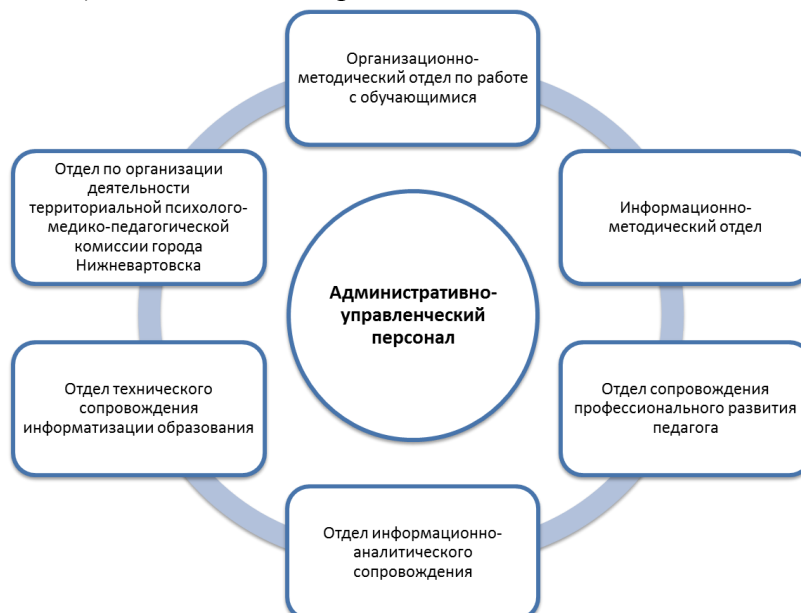 Организационно-
методический отдел по работе
с обучающимися
Отдел по организации
деятельности
территориальной психолого-
медико-педагогической
комиссии города
Нижневартовска
Информационно-
методический отдел
Административно-
управленческий
персонал
Отдел технического
сопровождения
информатизации образования
Отдел сопровождения
профессионального развития
педагога
Отдел информационно-
аналитического
сопровождения